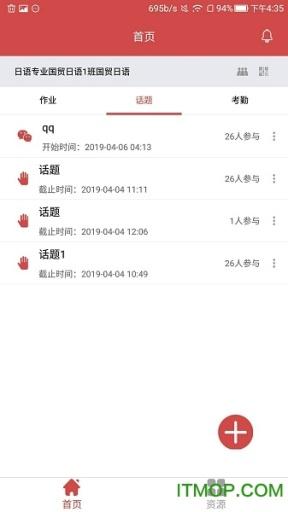 695b/s 94% 下午4:35
首页
日语专业国贸日语1班国贸日语
作业 话题 考勤
qq
开始时间：2019-04-06 04:13
26人参与
话题
截止时间：2019-04-04 11:11
26人参与
话题
截止时间：2019-04-04 12:06
1人参与
话题1
截止时间：2019-04-04 10:49
26人参与
首页 资源
ITMOP.COM